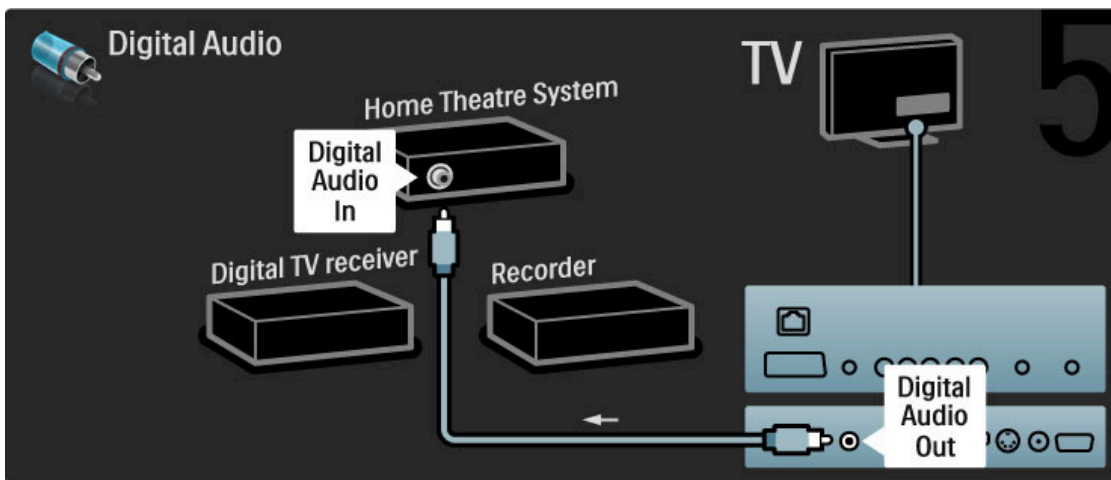 Digital Audio
TV
5
Home Theatre System
Digital
Audio
In
Digital TV receiver
Recorder
Digital
Audio
Out